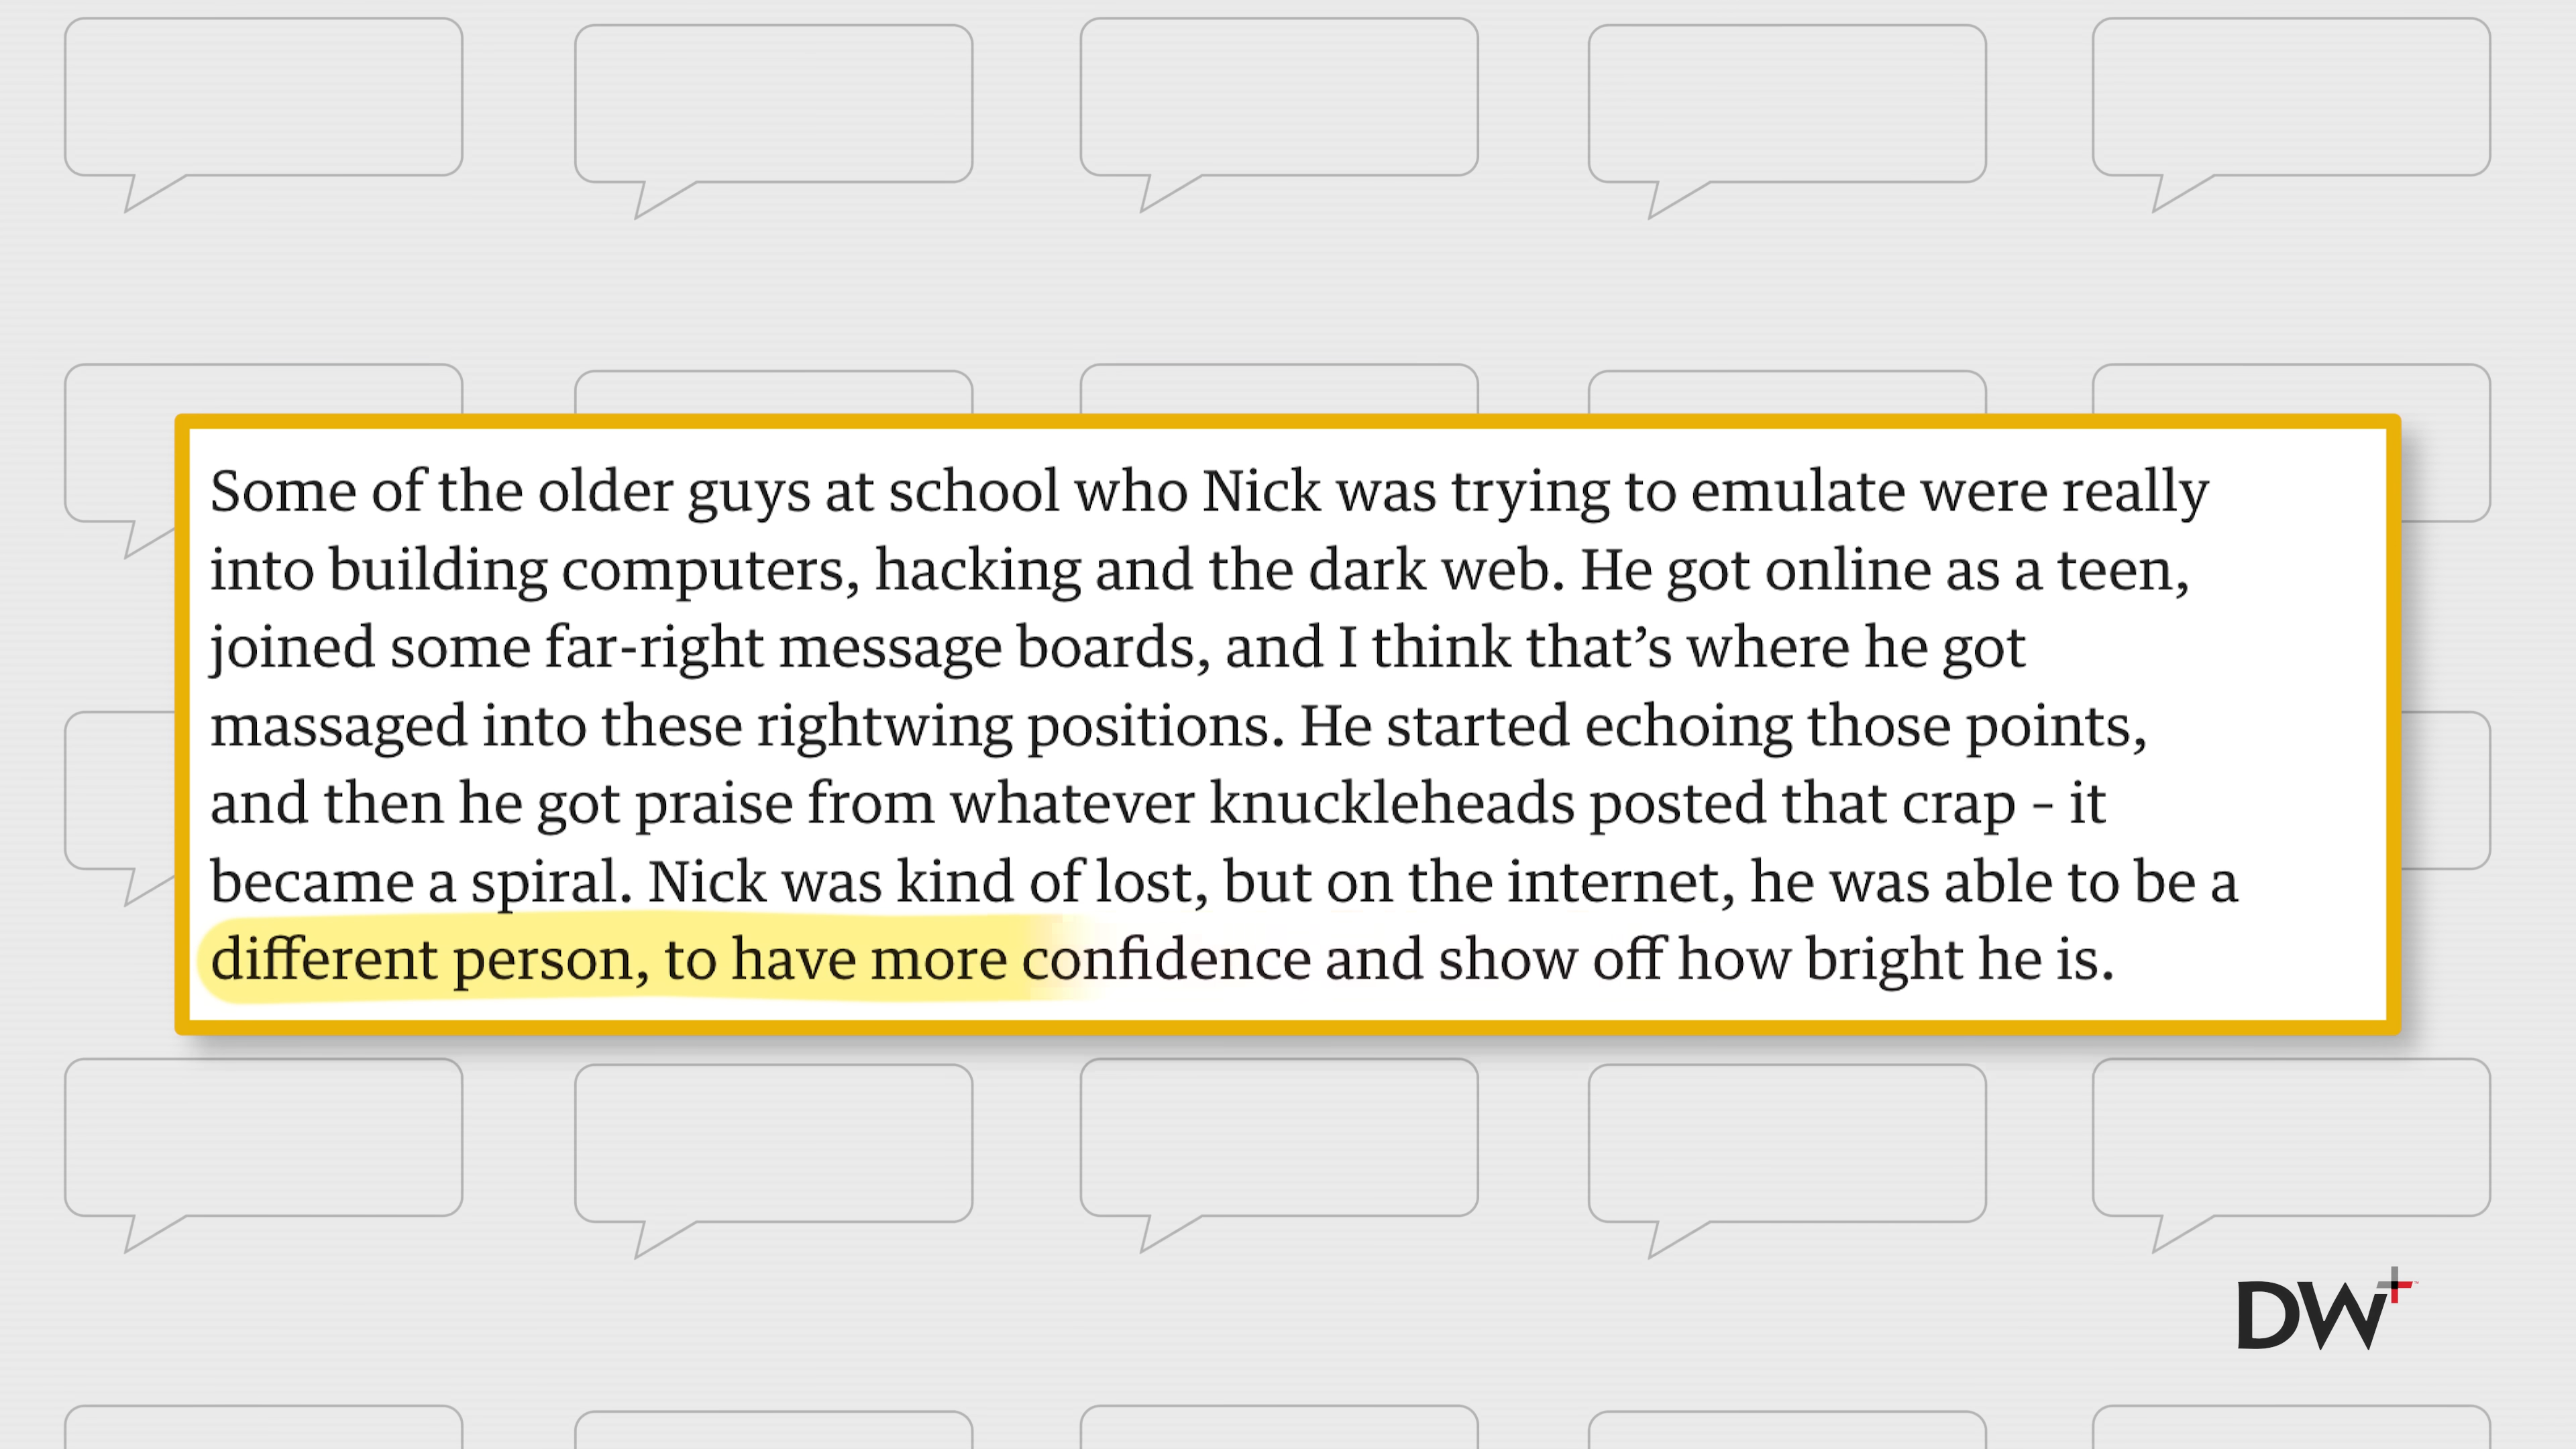 Some of the older guys at school who Nick was trying to emulate were really
into building computers, hacking and the dark web. He got online as a teen,
joined some far-right message boards, and I think that’s where he got
massaged into these rightwing positions. He started echoing those points,
and then he got praise from whatever knuckleheads posted that crap – it
became a spiral. Nick was kind of lost, but on the internet, he was able to be a
different person, to have more confidence and show off how bright he is.
DW+